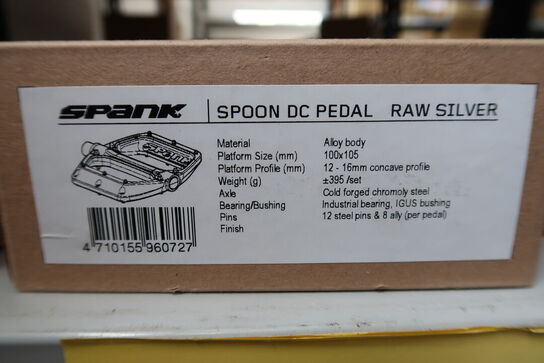 SPANK SPOON DC PEDAL RAW SILVER
Material Alloy body
Platform Size (mm) 100x105
Platform Profile (mm) 12 - 16mm concave profile
Weight (g) ±395 /set
Axle Cold forged chromoly steel
Bearing/Bushing Industrial bearing, IGUS bushing
Pins 12 steel pins & 8 ally (per pedal)
Finish
4 710155 960727